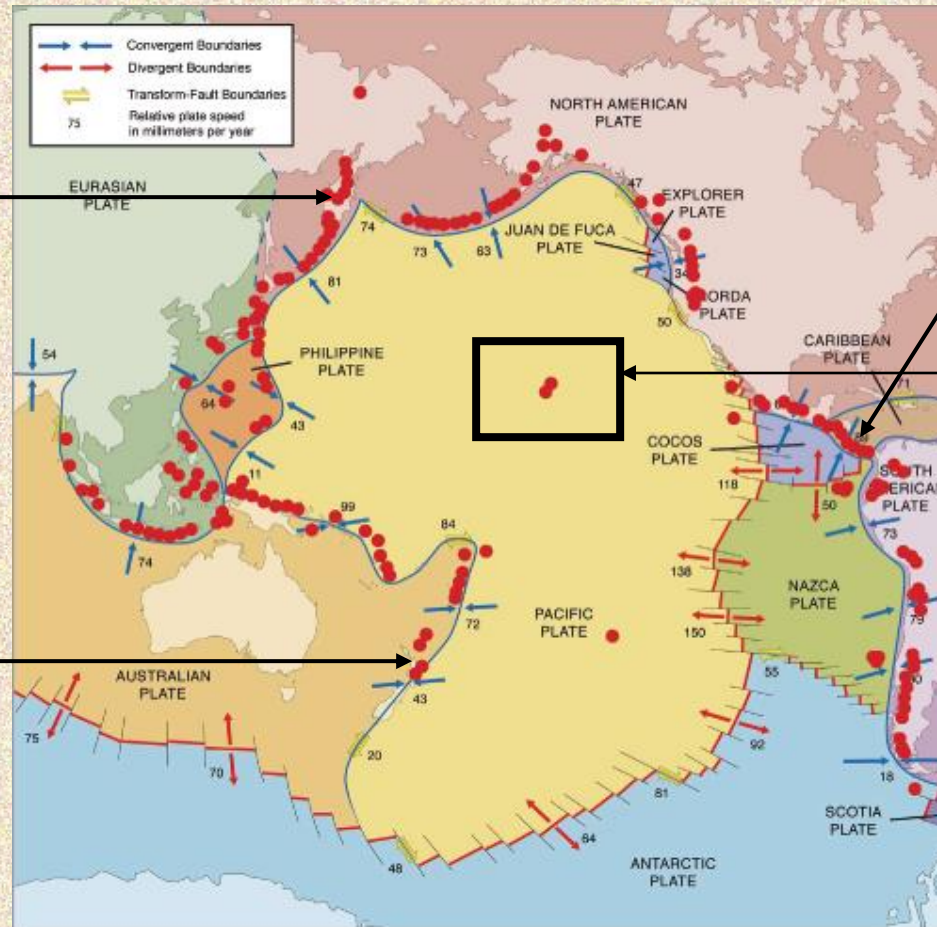 Convergent Boundaries
Divergent Boundaries
Transform-Fault Boundaries
75
Relative plate speed
in millimeters per year
NORTH AMERICAN
PLATE
EURASIAN
PLATE
47
EXPLORER
PLATE
74
JUAN DE FUCA
PLATE
73
63
81
34
PLATE
50
54
PHILIPPINE
PLATE
CARIBBEAN
PLATE
71
64
43
COCOS
PLATE
11
118
PLATE
50
99
73
84
74
138
NAZCA
PLATE
72
PACIFIC
PLATE
150
79
AUSTRALIAN
PLATE
43
55
75
70
20
92
18
81
SCOTIA
PLATE
64
48
ANTARCTIC
PLATE